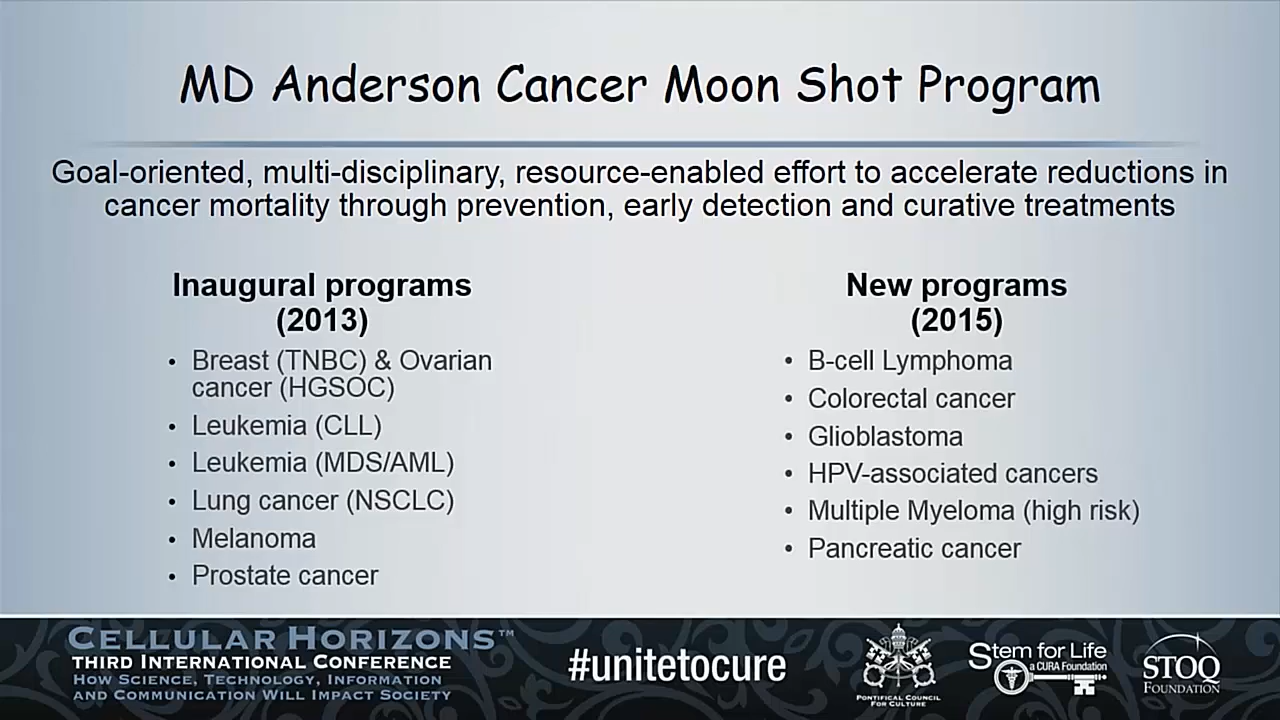 MD Anderson Cancer Moon Shot Program
Goal-oriented, multi-disciplinary, resource-enabled effort to accelerate reductions in
cancer mortality through prevention, early detection and curative treatments
Inaugural programs
(2013)
• Breast (TNBC) & Ovarian
cancer (HGSOC)
• Leukemia (CLL)
• Leukemia (MDS/AML)
• Lung cancer (NSCLC)
• Melanoma
• Prostate cancer
New programs
(2015)
• B-cell Lymphoma
• Colorectal cancer
• Glioblastoma
• HPV-associated cancers
• Multiple Myeloma (high risk)
• Pancreatic cancer
CELLULAR HORIZONS™
THIRD INTERNATIONAL CONFERENCE
HOW SCIENCE, TECHNOLOGY, INFORMATION
AND COMMUNICATION WILL IMPACT SOCIETY
#unitetocure
PONTIFICAL COUNCIL
FOR CULTURE
Stem for Life
a CURA Foundation
STOQ
FOUNDATION